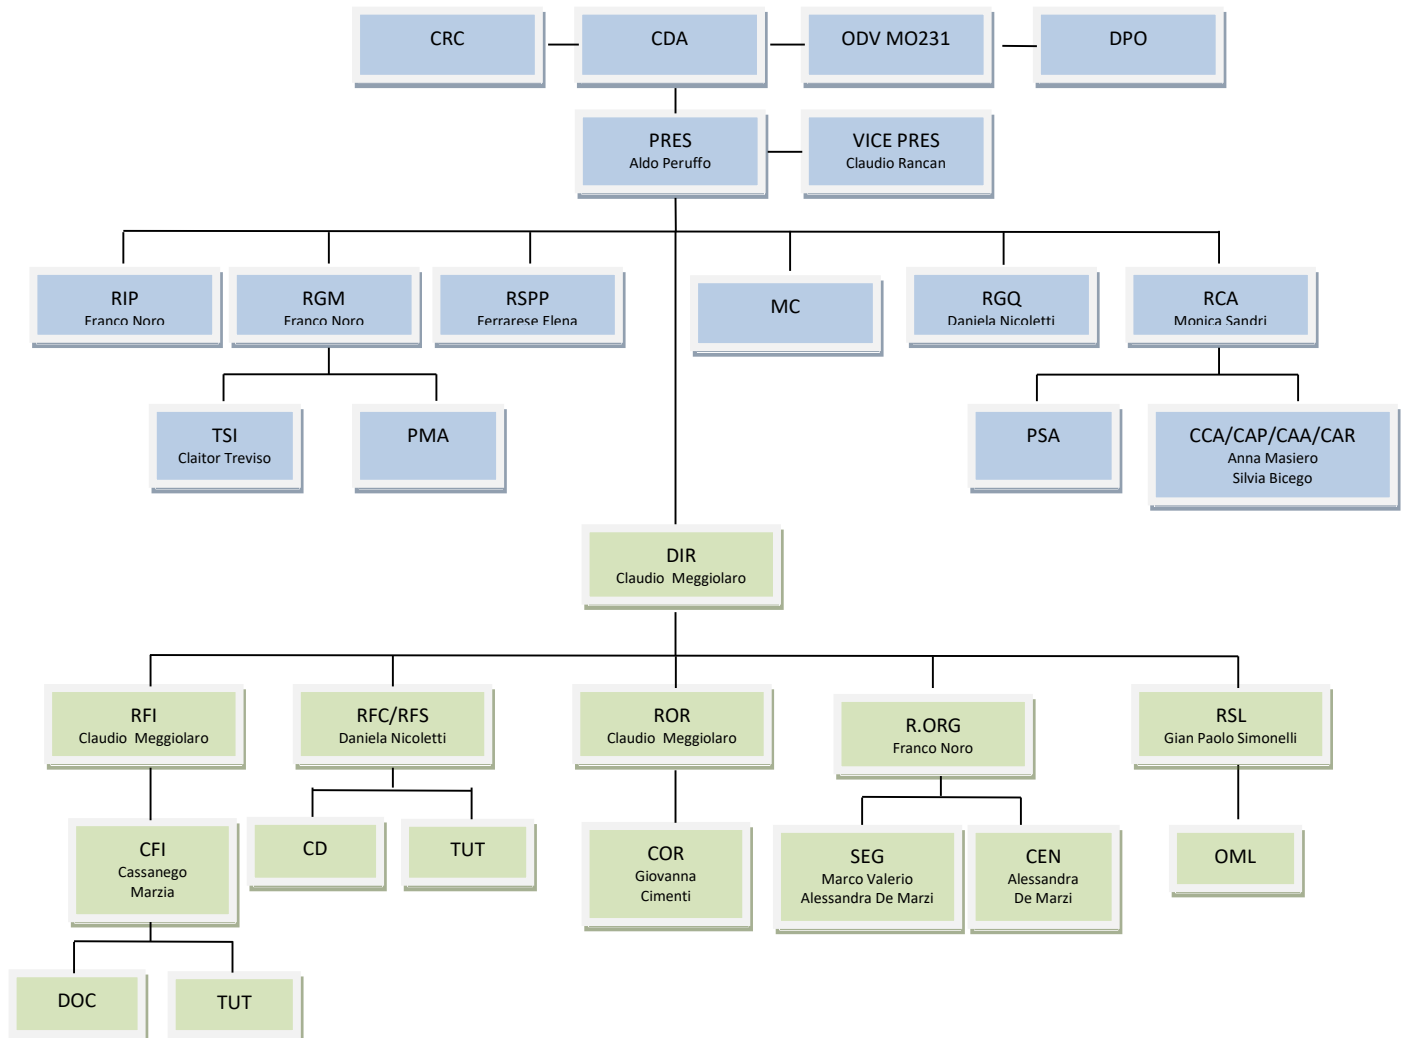 CRC
CDA
ODV MO231
DPO
PRES
Aldo Peruffo
VICE PRES
Claudio Rancan
RIP
Franco Noro
RGM
Franco Noro
RSPP
Ferrarese Elena
MC
RGQ
Daniela Nicoletti
RCA
Monica Sandri
TSI
Claitor Treviso
PMA
PSA
CCA/CAP/CAA/CAR
Anna Masiero
Silvia Bicego
DIR
Claudio Meggiolaro
RFI
Claudio Meggiolaro
RFC/RFS
Daniela Nicoletti
ROR
Claudio Meggiolaro
R.ORG
Franco Noro
RSL
Gian Paolo Simonelli
CFI
Cassanego
Marzia
CD
TUT
COR
Giovanna
Cimenti
SEG
Marco Valerio
Alessandra De Marzi
CEN
Alessandra
De Marzi
OML
DOC
TUT